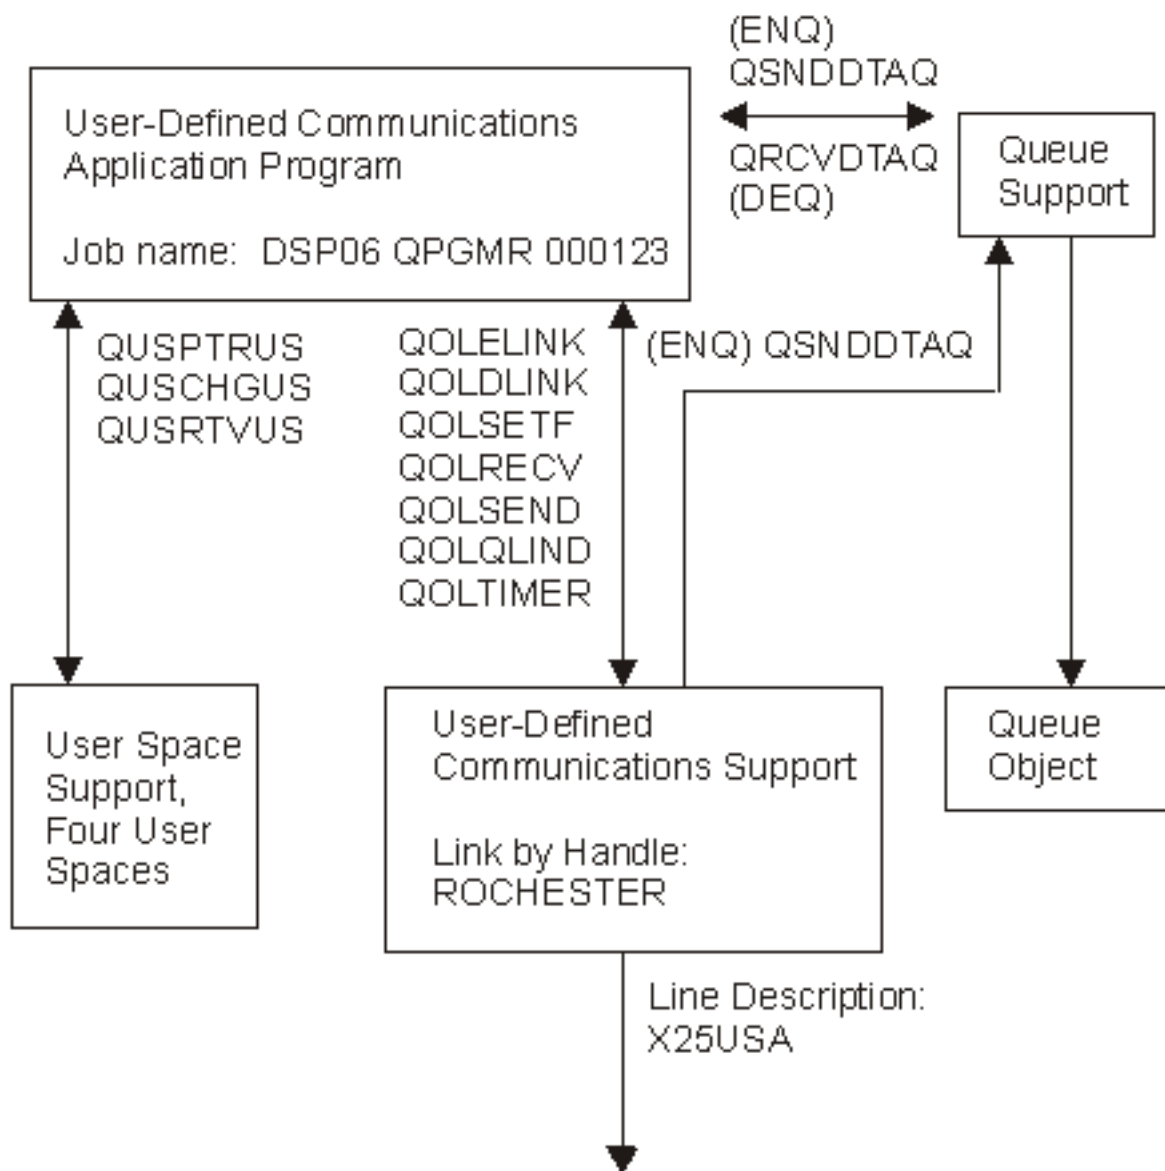 (ENQ)
QSNDDTAQ
User-Defined Communications
Application Program
Job name: DSP06 QPGMR 000123
QRCVDTAQ
(DEQ)
Queue
Support
QUSPTRUS
QUSCHGUS
QUSRTVUS
QOLELINK
QOLDLINK
QOLSETF
QOLRECV
QOLSEND
QOLQLIND
QOLTIMER
(ENQ) QSNDDTAQ
User Space
Support,
Four User
Spaces
User-Defined
Communications Support
Link by Handle:
ROCHESTER
Queue
Object
Line Description:
X25USA